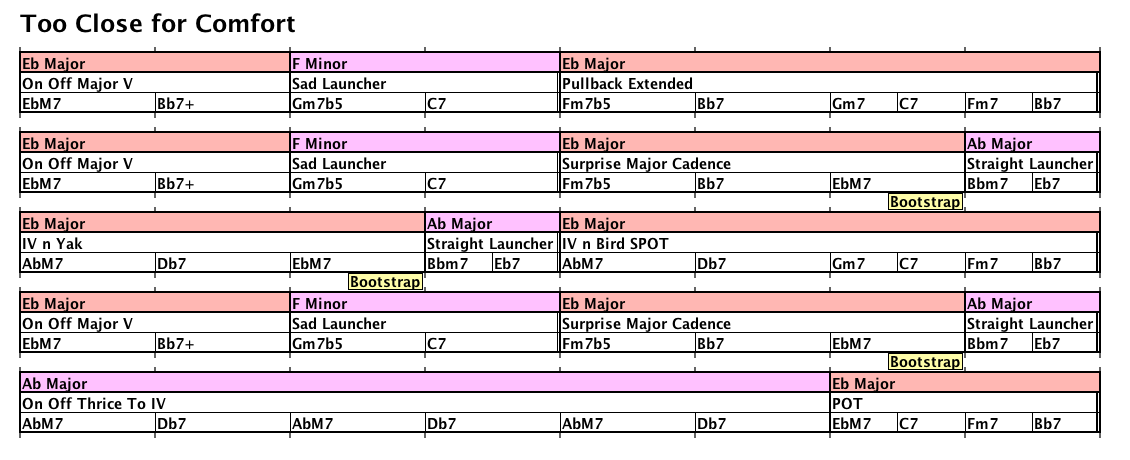 Too Close for Comfort
Eb Major F Minor Eb Major
On Off Major V Sad Launcher Pullback Extended
EbM7 Bb7+ Gm7b5 C7 Fm7b5 Bb7 Gm7 C7 Fm7 Bb7
Eb Major F Minor Eb Major Ab Major
On Off Major V Sad Launcher Surprise Major Cadence Straight Launcher
EbM7 Bb7+ Gm7b5 C7 Fm7b5 Bb7 EbM7 Bbm7 Eb7
Bootstrap
Eb Major Ab Major Eb Major
IV n Yak Straight Launcher IV n Bird SPOT
AbM7 Db7 EbM7 Bbm7 Eb7 AbM7 Db7 Gm7 C7 Fm7 Bb7
Bootstrap
Eb Major F Minor Eb Major Ab Major
On Off Major V Sad Launcher Surprise Major Cadence Straight Launcher
EbM7 Bb7+ Gm7b5 C7 Fm7b5 Bb7 EbM7 Bbm7 Eb7
Bootstrap
Ab Major Eb Major
On Off Thrice To IV POT
AbM7 Db7 AbM7 Db7 AbM7 Db7 EbM7 C7 Fm7 Bb7